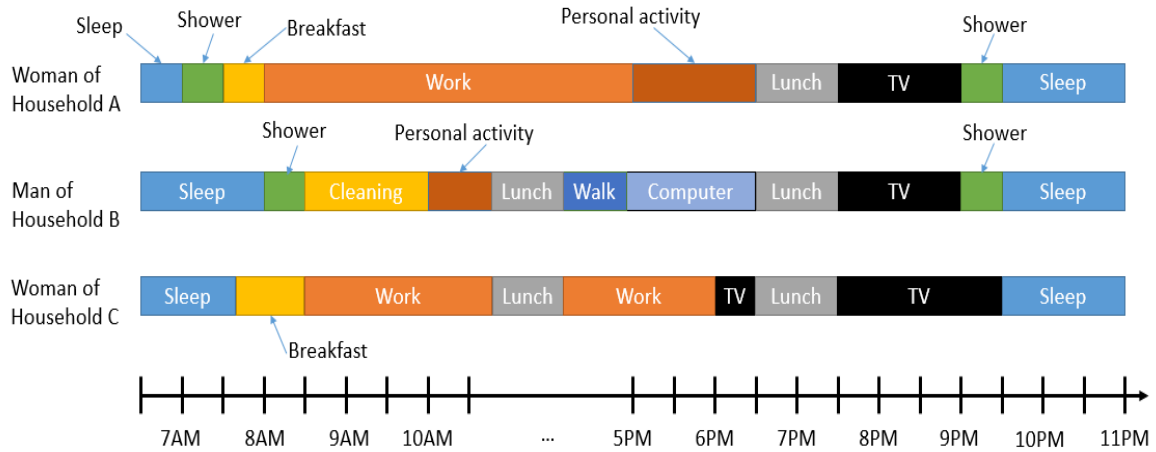 Sleep
Shower
Breakfast
Personal activity
Shower
Woman of
Household A
Work
Lunch
TV
Sleep
Shower
Personal activity
Shower
Man of
Household B
Sleep
Cleaning
Lunch
Walk
Computer
Lunch
TV
Sleep
Woman of
Household C
Sleep
Work
Lunch
Work
TV
Lunch
TV
Sleep
Breakfast
7AM 8AM 9AM 10AM ... 5PM 6PM 7PM 8PM 9PM 10PM 11PM